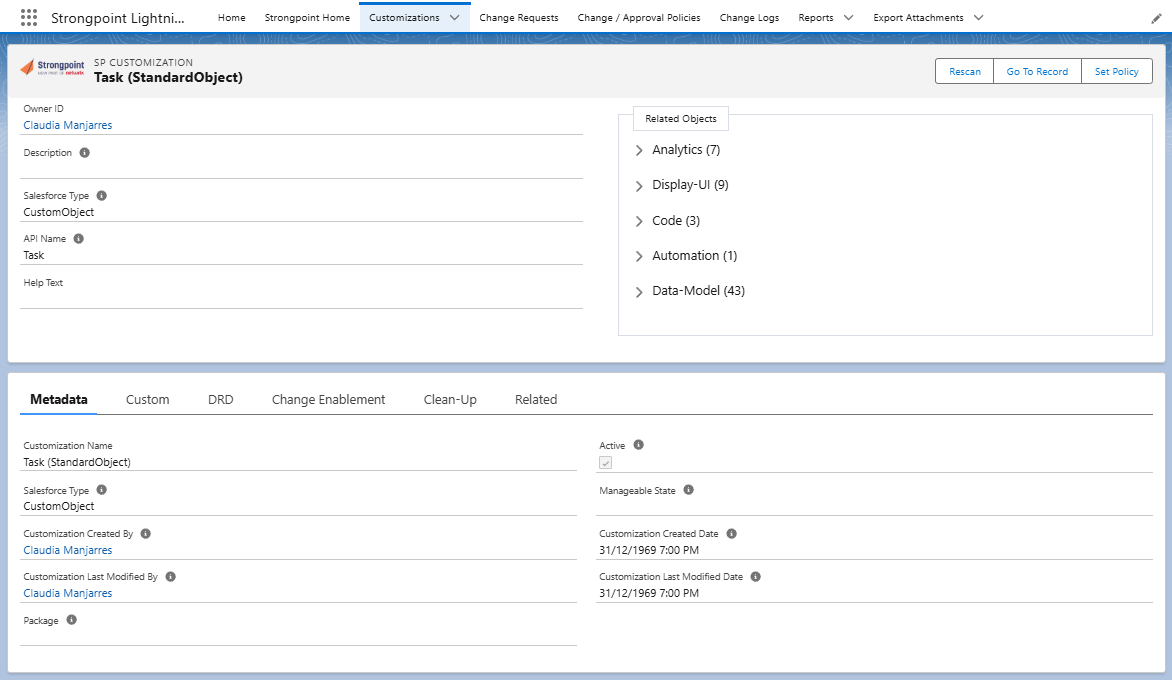 Strongpoint Lightni... Home Strongpoint Home Customizations Change Requests Change / Approval Policies Change Logs Reports Export Attachments
Strongpoint
SP CUSTOMIZATION
Task (StandardObject)
Rescan Go To Record Set Policy
Owner ID
Claudia Manjarres
Description
Salesforce Type
CustomObject
API Name
Task
Help Text
Related Objects
Analytics (7)
Display-UI (9)
Code (3)
Automation (1)
Data-Model (43)
Metadata Custom DRD Change Enablement Clean-Up Related
Customization Name
Task (StandardObject)
Active
Salesforce Type
CustomObject
Manageable State
Customization Created By
Claudia Manjarres
Customization Created Date
31/12/1969 7:00 PM
Customization Last Modified By
Claudia Manjarres
Customization Last Modified Date
31/12/1969 7:00 PM
Package